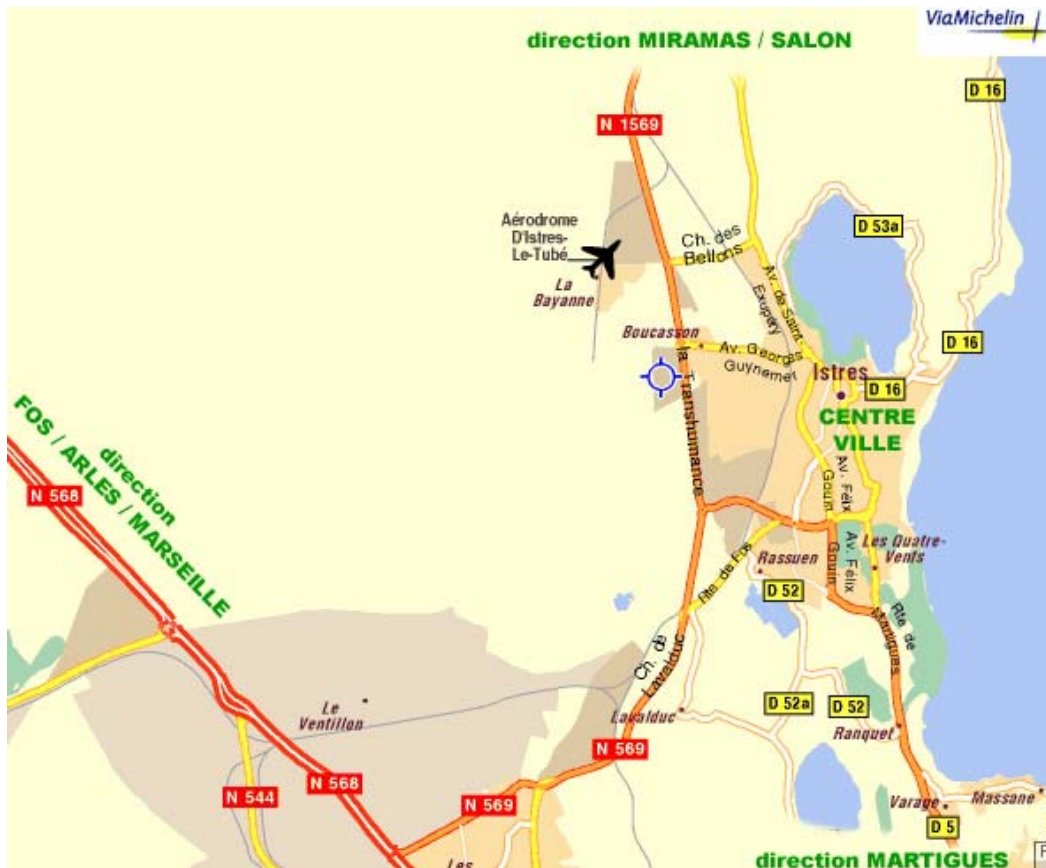 ViaMichelin
direction MIRAMAS / SALON
D 16
N 1569
Aérodrome
D'Istres-
Le-Tubé
Ch. des
Bellons
D 53a
La
Bayanne
Av. de Saint-
Exupéry
Boucasson
Av. Georges
Guynemer
D 16
Istres
D 16
CENTRE
VILLE
la Transhumance
direction
FOS / ARLES / MARSEILLE
N 568
Av. Félix
Gouin
Les Quatre-
Vents
Av. Félix
Gouin
Rte de Fos
Rassuen
D 52
Rte de
Martigues
Ch. de
Lavalduc
Le
Ventillon
Lavalduc
D 52a
D 52
Ranquet
N 569
N 568
N 544
N 569
Varage
Massane
D 5
Les
direction MARTIGUES